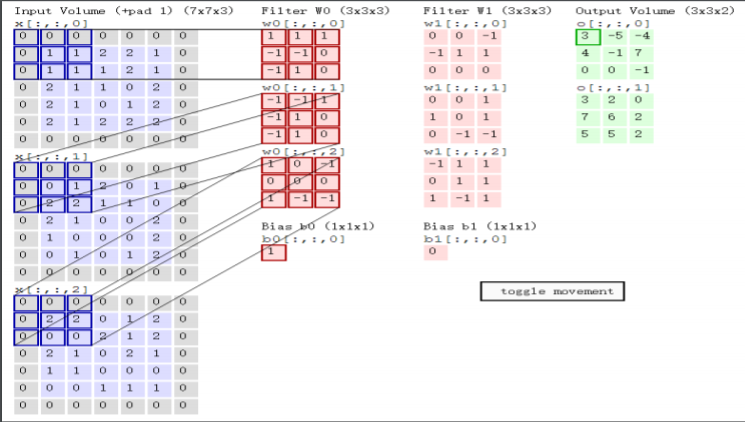 Input Volume (+pad 1) (7x7x3)
x[:,:,0]
0 0 0 0 0 0 0
0 1 1 2 2 1 0
0 1 1 1 2 1 0
0 2 1 1 0 2 0
0 2 1 0 1 2 0
0 2 1 2 2 2 0
0 0 0 0 0 0 0
x[:,:,1]
0 0 0 0 0 0 0
0 0 1 2 0 1 0
0 2 2 1 1 0 0
0 2 1 0 0 2 0
0 1 0 0 0 2 0
0 0 1 0 1 2 0
0 0 0 0 0 0 0
x[:,:,2]
0 0 0 0 0 0 0
0 2 2 0 1 2 0
0 0 0 2 1 2 0
0 2 1 0 2 1 0
0 1 1 0 0 0 0
0 0 0 1 1 1 0
0 0 0 0 0 0 0
Filter W0 (3x3x3)
w0[:,:,0]
1 1 1
-1 -1 0
-1 1 0
w0[:,:,1]
-1 -1 1
-1 1 0
-1 1 0
w0[:,:,2]
1 0 -1
0 0 0
1 -1 -1
Bias b0 (1x1x1)
b0[:,:,0]
1
Filter W1 (3x3x3)
w1[:,:,0]
0 0 -1
-1 1 1
0 1 0
w1[:,:,1]
0 0 1
1 0 1
0 -1 -1
w1[:,:,2]
-1 1 1
0 1 1
1 -1 1
Bias b1 (1x1x1)
b1[:,:,0]
0
Output Volume (3x3x2)
o[:,:,0]
3 -5 -4
4 -1 7
0 0 -1
o[:,:,1]
3 2 0
7 6 2
5 5 2
toggle movement